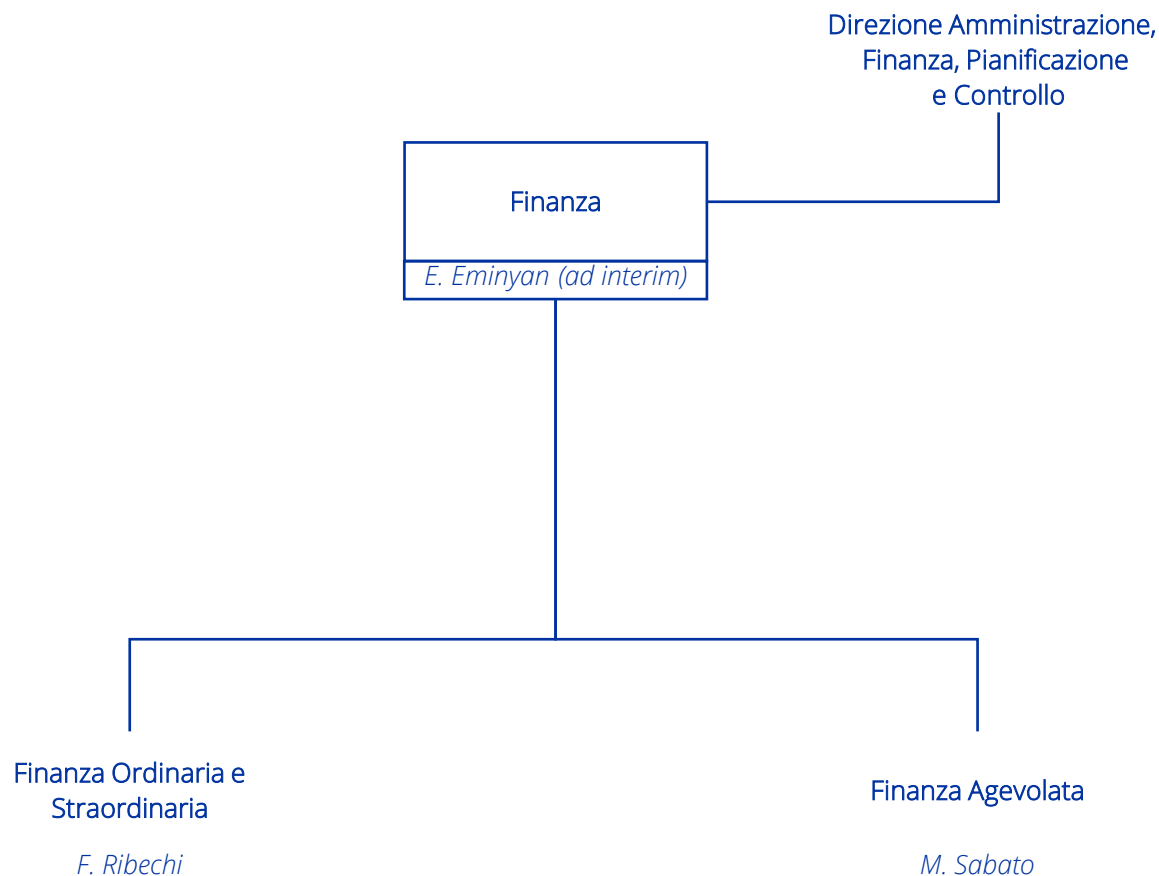 Direzione Amministrazione,
Finanza, Pianificazione
e Controllo
Finanza
E. Eminyan (ad interim)
Finanza Ordinaria e
Straordinaria
F. Ribechi
Finanza Agevolata
M. Sabato